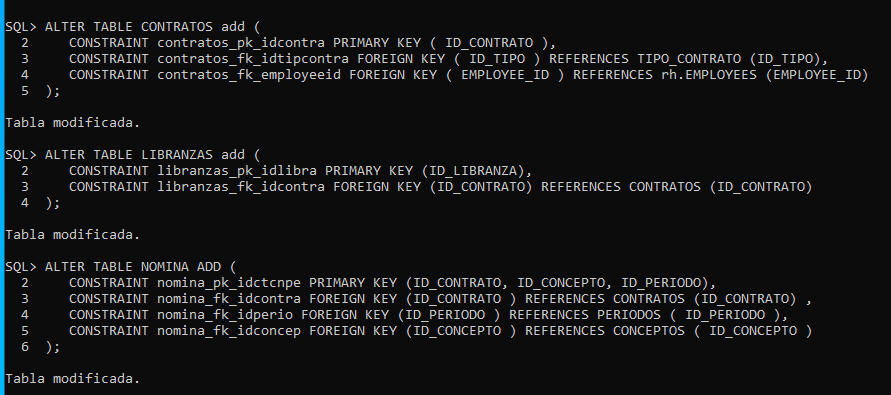 SQL> ALTER TABLE CONTRATOS add (
  2     CONSTRAINT contratos_pk_idcontra PRIMARY KEY ( ID_CONTRATO ),
  3     CONSTRAINT contratos_fk_idtipcontra FOREIGN KEY ( ID_TIPO ) REFERENCES TIPO_CONTRATO (ID_TIPO),
  4     CONSTRAINT contratos_fk_employeeid FOREIGN KEY ( EMPLOYEE_ID ) REFERENCES rh.EMPLOYEES (EMPLOYEE_ID)
  5  );
Tabla modificada.
SQL> ALTER TABLE LIBRANZAS add (
  2     CONSTRAINT libranzas_pk_idlibra PRIMARY KEY (ID_LIBRANZA),
  3     CONSTRAINT libranzas_fk_idcontra FOREIGN KEY (ID_CONTRATO) REFERENCES CONTRATOS (ID_CONTRATO)
  4  );
Tabla modificada.
SQL> ALTER TABLE NOMINA ADD (
  2     CONSTRAINT nomina_pk_idctcnpe PRIMARY KEY (ID_CONTRATO, ID_CONCEPTO, ID_PERIODO),
  3     CONSTRAINT nomina_fk_idcontra FOREIGN KEY (ID_CONTRATO ) REFERENCES CONTRATOS (ID_CONTRATO) ,
  4     CONSTRAINT nomina_fk_idperio FOREIGN KEY (ID_PERIODO ) REFERENCES PERIODOS ( ID_PERIODO ),
  5     CONSTRAINT nomina_fk_idconcep FOREIGN KEY (ID_CONCEPTO ) REFERENCES CONCEPTOS ( ID_CONCEPTO )
  6  );
Tabla modificada.